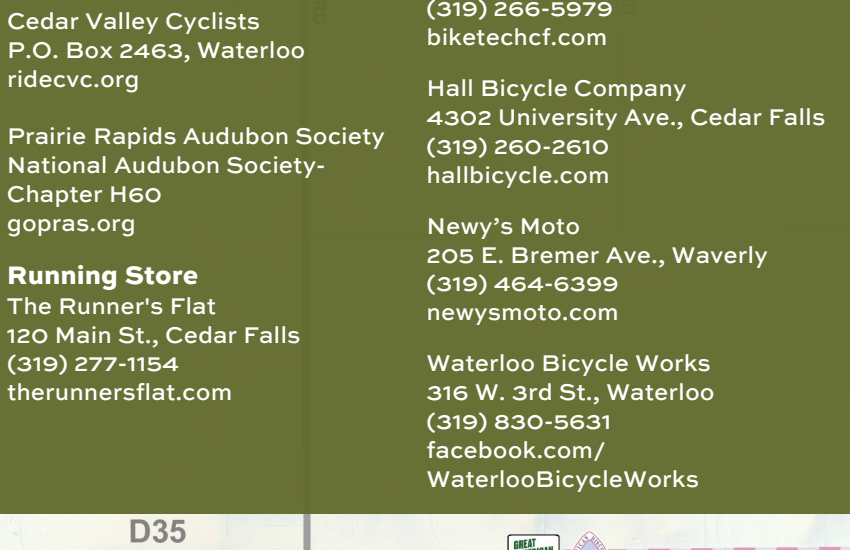 Cedar Valley Cyclists
P.O. Box 2463, Waterloo
ridecvc.org
Prairie Rapids Audubon Society
National Audubon Society-
Chapter H60
gopras.org
Running Store
The Runner's Flat
120 Main St., Cedar Falls
(319) 277-1154
therunnersflat.com
(319) 266-5979
biketechcf.com
Hall Bicycle Company
4302 University Ave., Cedar Falls
(319) 260-2610
hallbicycle.com
Newy’s Moto
205 E. Bremer Ave., Waverly
(319) 464-6399
newysmoto.com
Waterloo Bicycle Works
316 W. 3rd St., Waterloo
(319) 830-5631
facebook.com/
WaterlooBicycleWorks
D35
GREAT